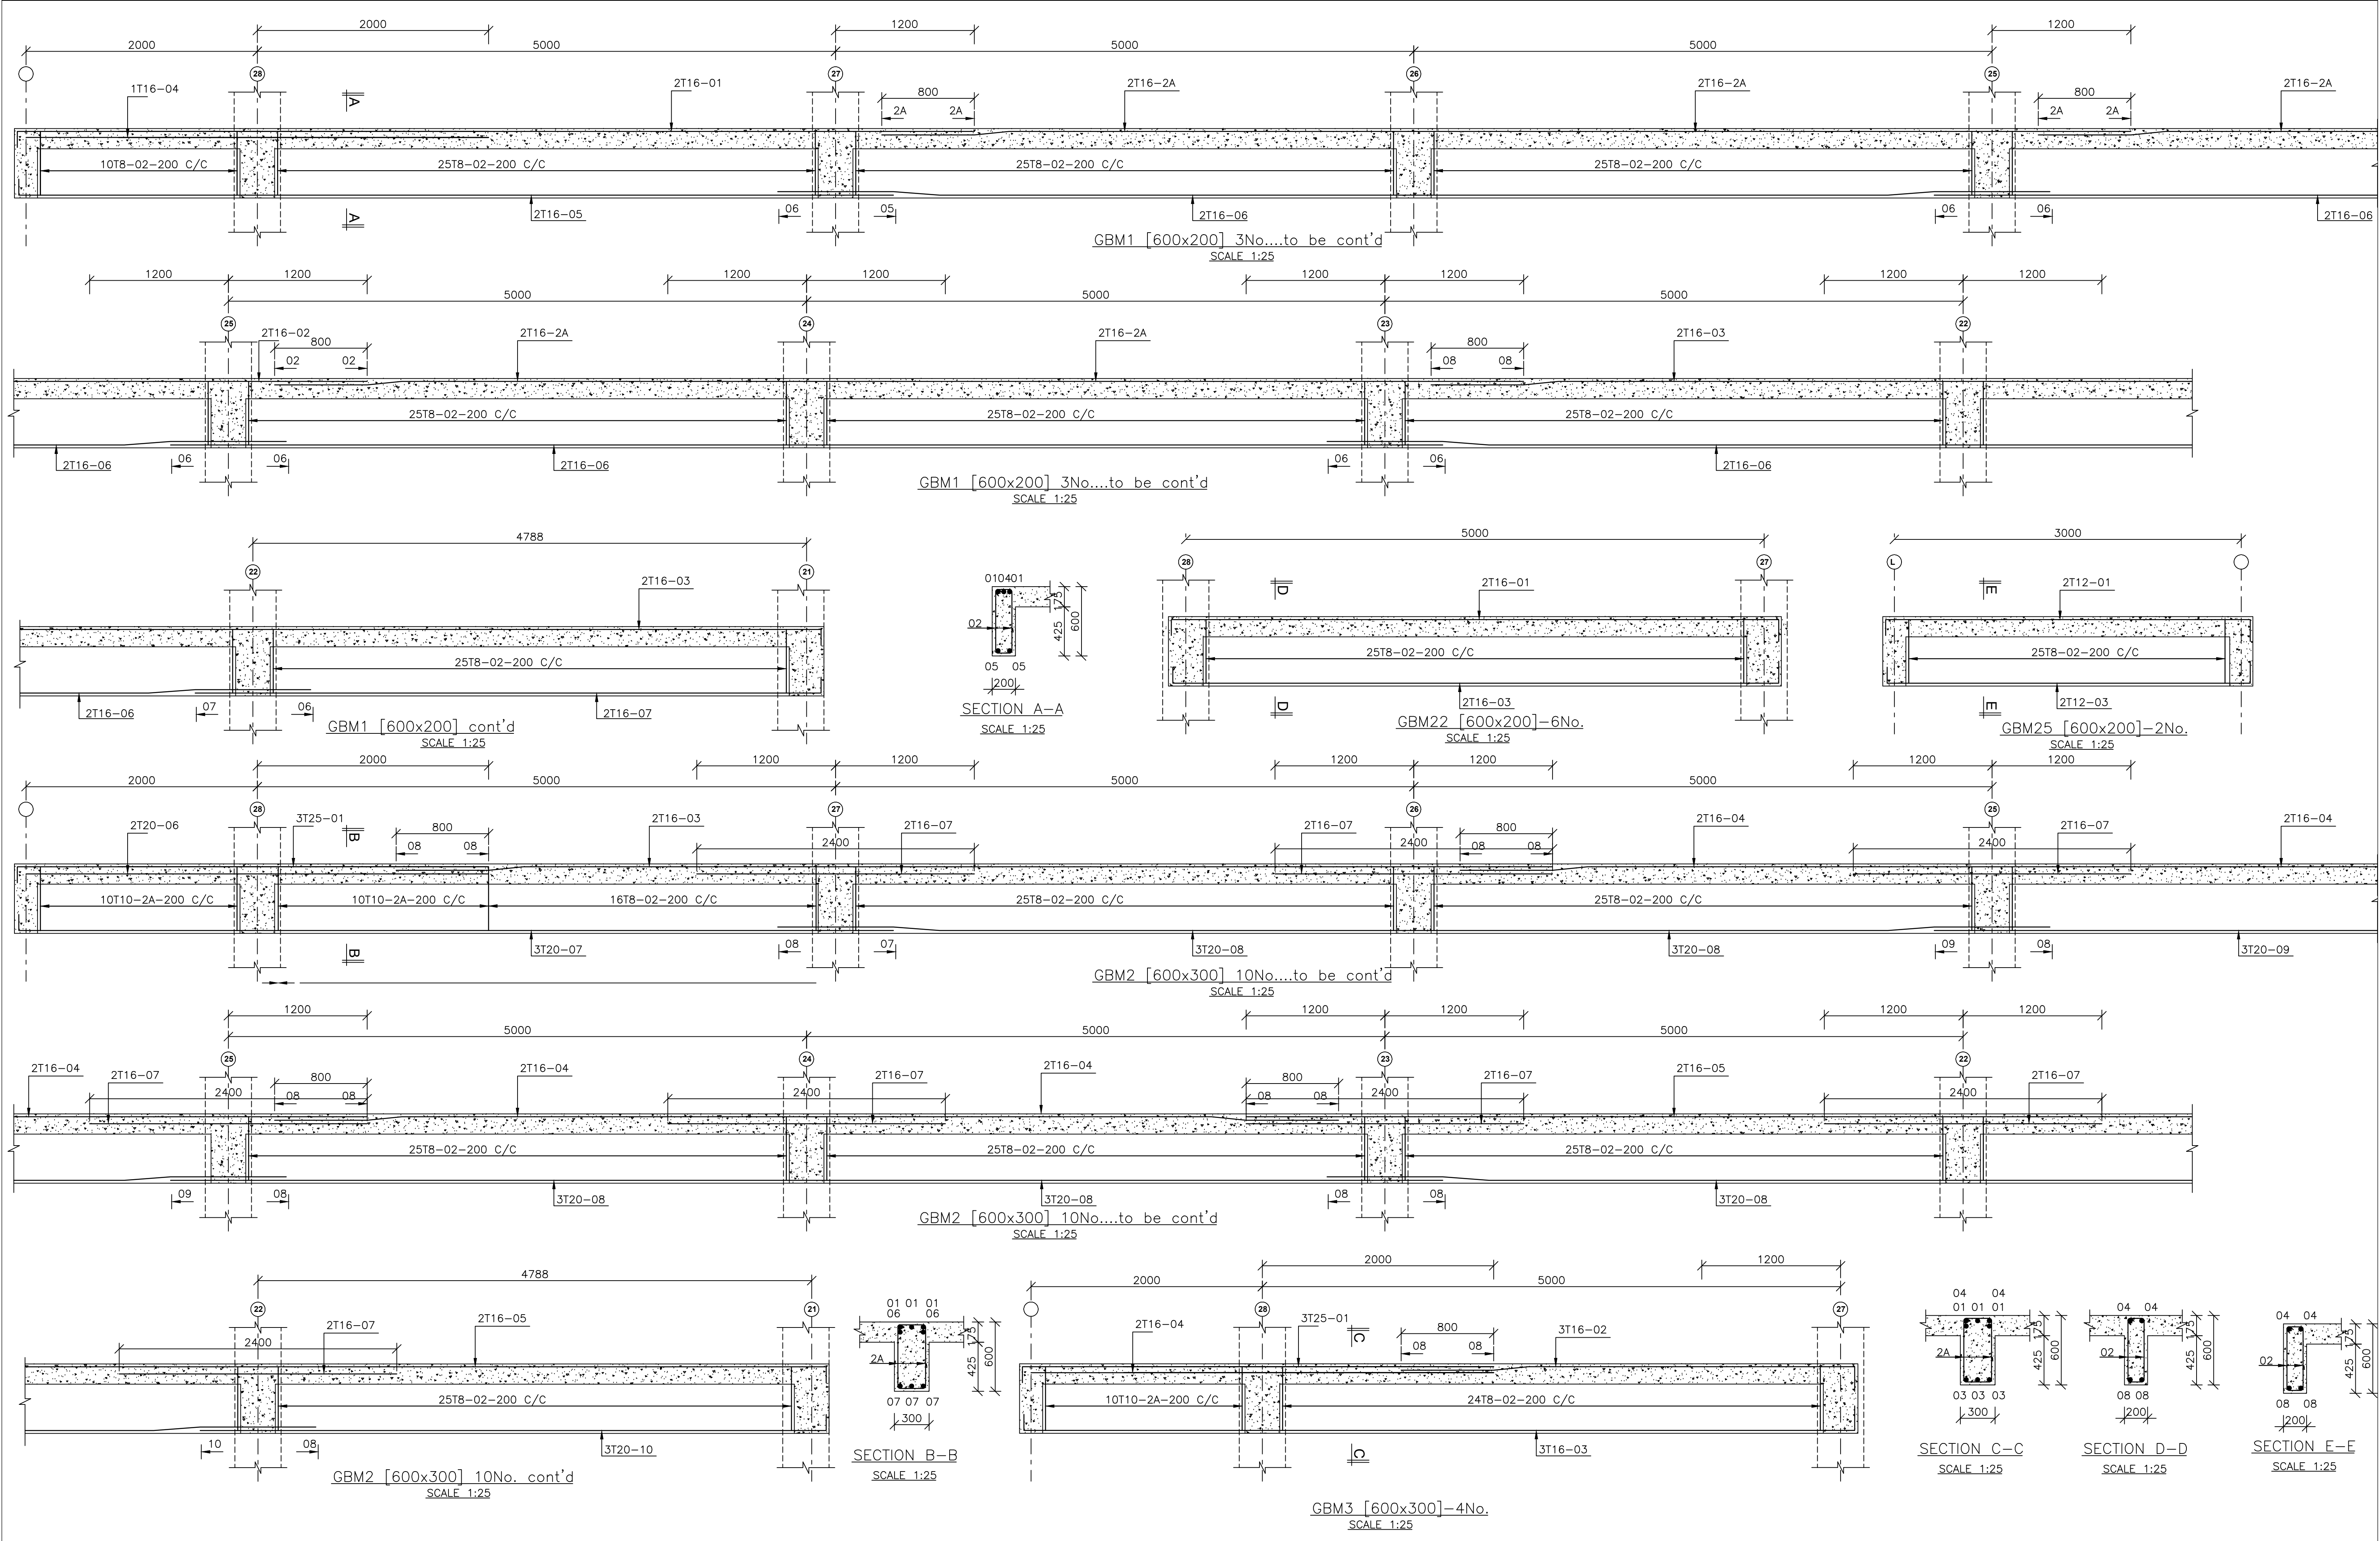 2000 1200 1200
2000 5000 5000 5000
28 27 26 25
1T16-04 A 2T16-01 800 2T16-2A 2T16-2A 800 2T16-2A
2A 2A 2A 2A
10T8-02-200 C/C 25T8-02-200 C/C 25T8-02-200 C/C 25T8-02-200 C/C
A 2T16-05 06 05 2T16-06 06 06 2T16-06
GBM1 [600x200] 3No....to be cont'd
SCALE 1:25
1200 1200 1200 1200 1200 1200 1200 1200
5000 5000 5000
25 24 23 22
2T16-02 800 2T16-2A 2T16-2A 800 2T16-03
02 02 08 08
25T8-02-200 C/C 25T8-02-200 C/C 25T8-02-200 C/C
2T16-06 06 06 2T16-06 06 06 2T16-06
GBM1 [600x200] 3No....to be cont'd
SCALE 1:25
4788
22 21
2T16-03
25T8-02-200 C/C
2T16-06 07 06 2T16-07
GBM1 [600x200] cont'd
SCALE 1:25
010401
175
600
02 425
05 05
200
SECTION A-A
SCALE 1:25
5000
28 27
D 2T16-01
25T8-02-200 C/C
D 2T16-03
GBM22 [600x200]-6No.
SCALE 1:25
3000
L
E 2T12-01
25T8-02-200 C/C
E 2T12-03
GBM25 [600x200]-2No.
SCALE 1:25
2000 1200 1200 1200 1200 1200 1200
2000 5000 5000 5000
28 27 26 25
2T20-06 3T25-01 B 800 2T16-03 2T16-07 2T16-07 800 2T16-04 2T16-07 2T16-04
08 08 2400 2400 08 08 2400
10T10-2A-200 C/C 10T10-2A-200 C/C 16T8-02-200 C/C 25T8-02-200 C/C 25T8-02-200 C/C
B 3T20-07 08 07 3T20-08 3T20-08 09 08 3T20-09
GBM2 [600x300] 10No....to be cont'd
SCALE 1:25
1200 1200 1200 1200 1200
5000 5000 5000
25 24 23 22
2T16-04 2T16-07 800 2T16-04 2T16-07 2T16-04 800 2T16-07 2T16-05 2T16-07
2400 08 08 2400 08 08 2400 2400
25T8-02-200 C/C 25T8-02-200 C/C 25T8-02-200 C/C
09 08 3T20-08 3T20-08 08 08 3T20-08
GBM2 [600x300] 10No....to be cont'd
SCALE 1:25
4788
22 21
2T16-07 2T16-05
2400
25T8-02-200 C/C
10 08 3T20-10
GBM2 [600x300] 10No. cont'd
SCALE 1:25
01 01 01
06 06
175
600
2A 425
07 07 07
300
SECTION B-B
SCALE 1:25
2000 1200
2000 5000
28 27
2T16-04 3T25-01 C 800 3T16-02
08 08
10T10-2A-200 C/C 24T8-02-200 C/C
C 3T16-03
GBM3 [600x300]-4No.
SCALE 1:25
04 04
01 01 01
175
600
2A 425
03 03 03
300
SECTION C-C
SCALE 1:25
04 04
175
600
02 425
08 08
200
SECTION D-D
SCALE 1:25
04 04
175
600
02 425
08 08
200
SECTION E-E
SCALE 1:25